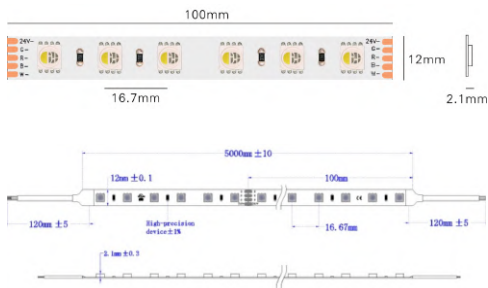 100mm
24V-
G-
R-
B-
W-
-24V
-G
-R
-B
-W
12mm
16.7mm
2.1mm
5000mm ±10
12mm ±0.1
100mm
120mm ±5
High-precision
device±1%
16.67mm
120mm ±5
2.1mm±0.3